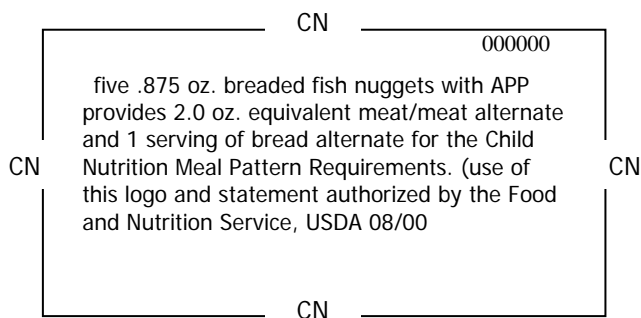 CN
000000
five .875 oz. breaded fish nuggets with APP
provides 2.0 oz. equivalent meat/meat alternate
and 1 serving of bread alternate for the Child
CN Nutrition Meal Pattern Requirements. (use of CN
this logo and statement authorized by the Food
and Nutrition Service, USDA 08/00
CN